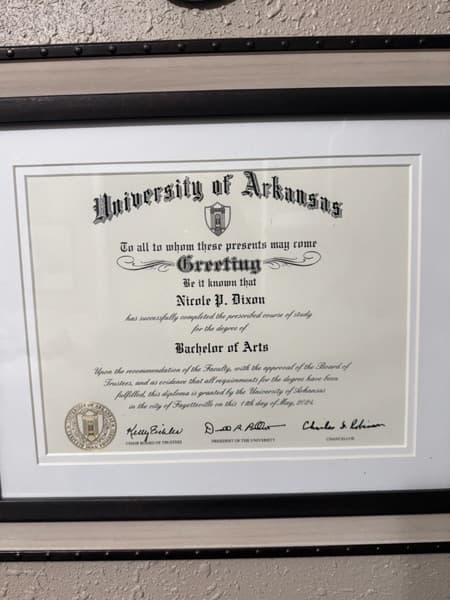 University of Arkansas
To all to whom these presents may come
Greeting
Be it known that
Nicole P. Dixon
has successfully completed the prescribed course of study
for the degree of
Bachelor of Arts
Upon the recommendation of the Faculty, with the approval of the Board of
Trustees, and as evidence that all requirements for the degree have been
fulfilled, this diploma is granted by the University of Arkansas
in the city of Fayetteville on this 11th day of May, 2024
CHAIR BOARD OF TRUSTEES
PRESIDENT OF THE UNIVERSITY
Charles F. Robinson
CHANCELLOR